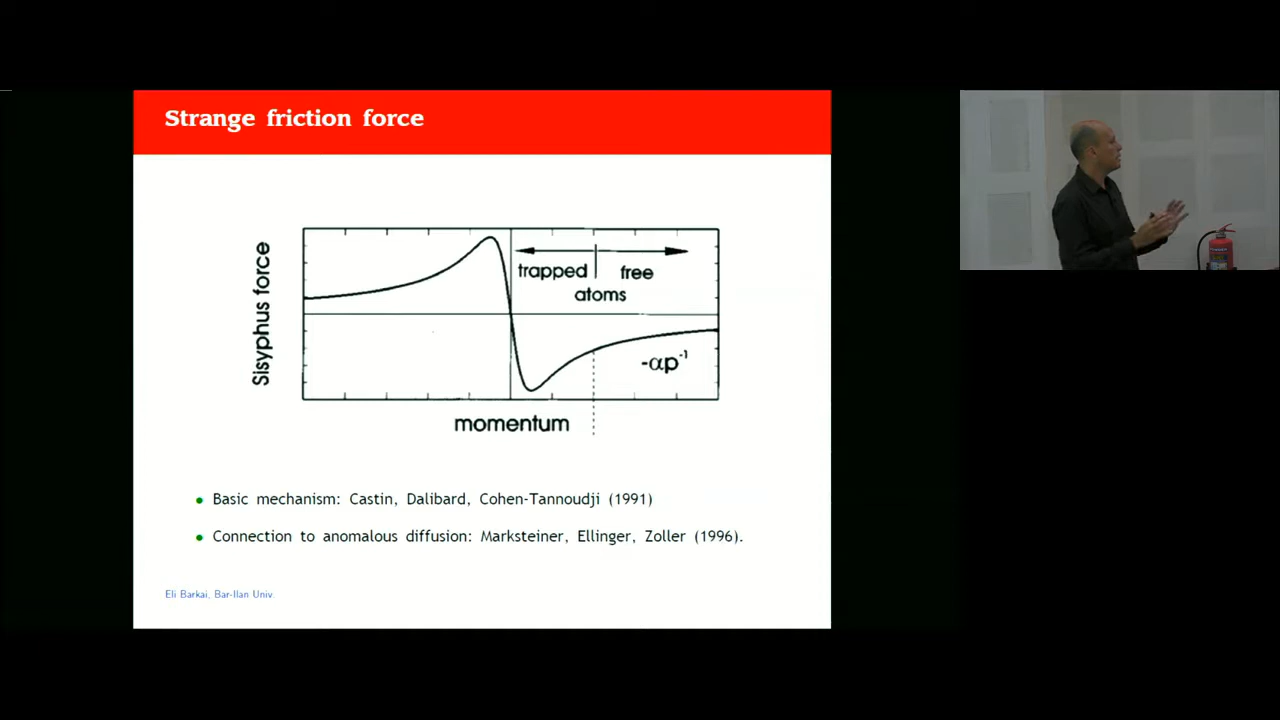 Strange friction force
Sisyphus force
trapped
free
atoms
-αp⁻¹
momentum
Basic mechanism: Castin, Dalibard, Cohen-Tannoudji (1991)
Connection to anomalous diffusion: Marksteiner, Ellinger, Zoller (1996).
Eli Barkai, Bar-Ilan Univ.